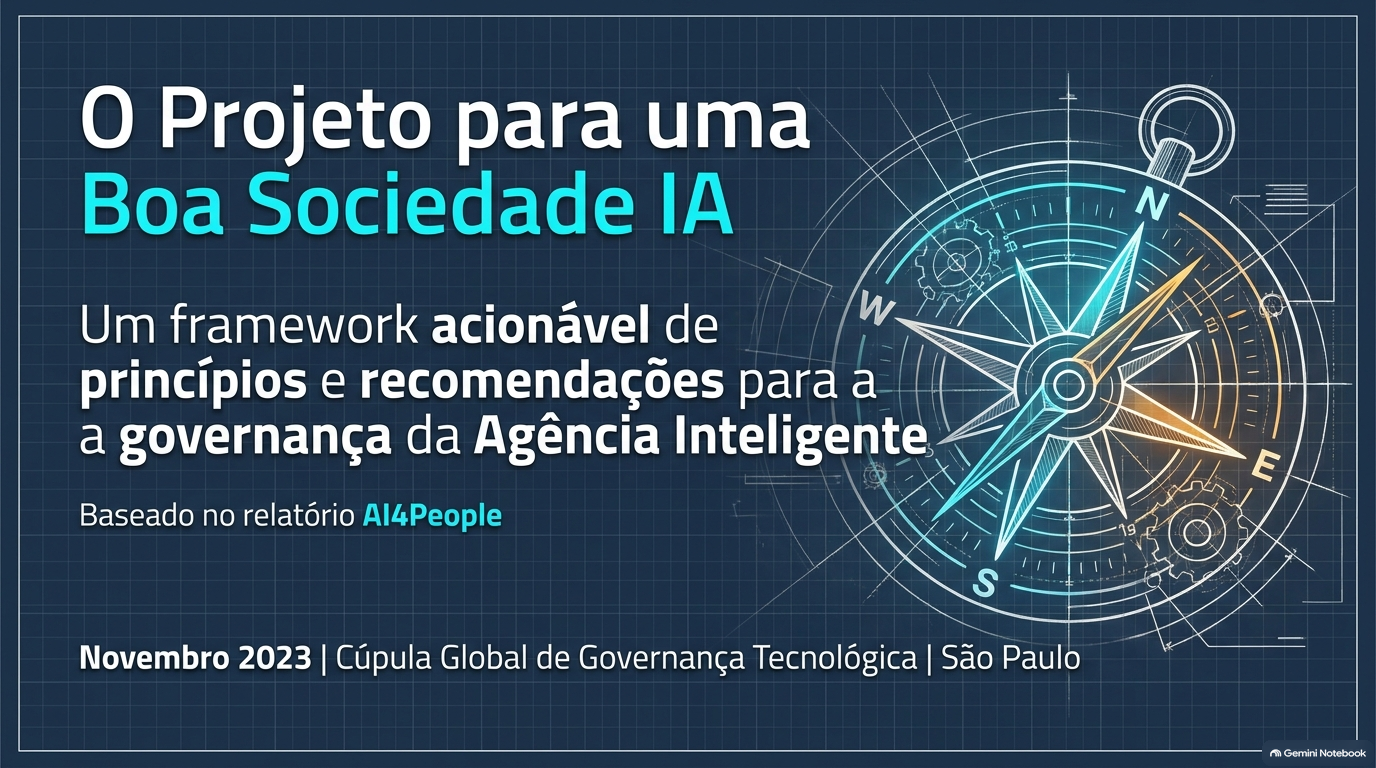 O Projeto para uma
Boa Sociedade IA
Um framework acionável de
princípios e recomendações para a
a governança da Agência Inteligente
Baseado no relatório AI4People
Novembro 2023 | Cúpula Global de Governança Tecnológica | São Paulo
N
W
E
S
Gemini Notebook